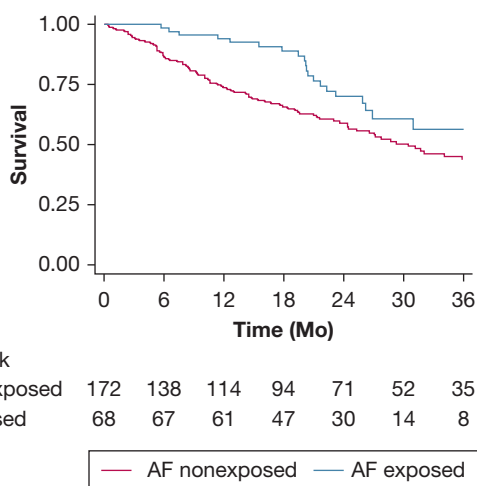 1.00
0.75
0.50
0.25
0.00
Survival
0 6 12 18 24 30 36
Time (Mo)
k
xposed 172 138 114 94 71 52 35
sed 68 67 61 47 30 14 8
AF nonexposed AF exposed